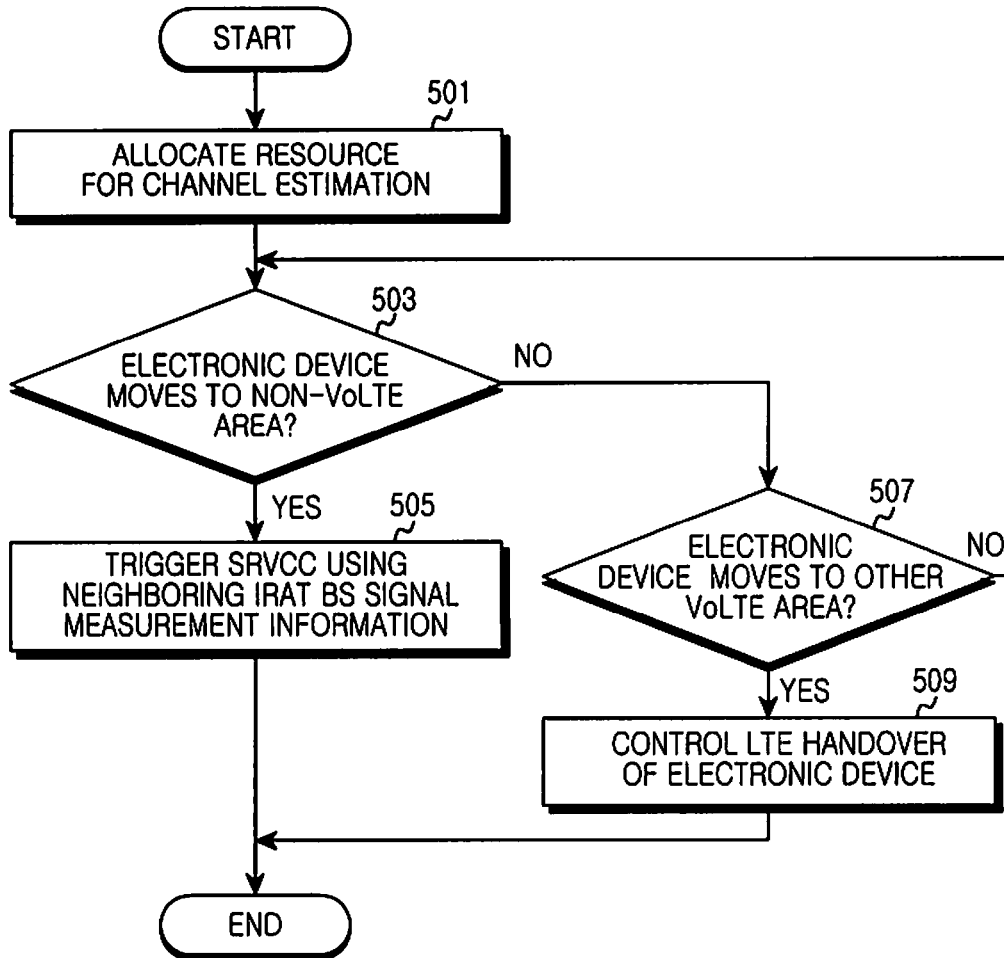 START
501
ALLOCATE RESOURCE
FOR CHANNEL ESTIMATION
503
ELECTRONIC DEVICE
MOVES TO NON-VoLTE
AREA?
NO
YES
505
TRIGGER SRVCC USING
NEIGHBORING IRAT BS SIGNAL
MEASUREMENT INFORMATION
507
ELECTRONIC
DEVICE MOVES TO OTHER
VoLTE AREA?
NO
YES
509
CONTROL LTE HANDOVER
OF ELECTRONIC DEVICE
END